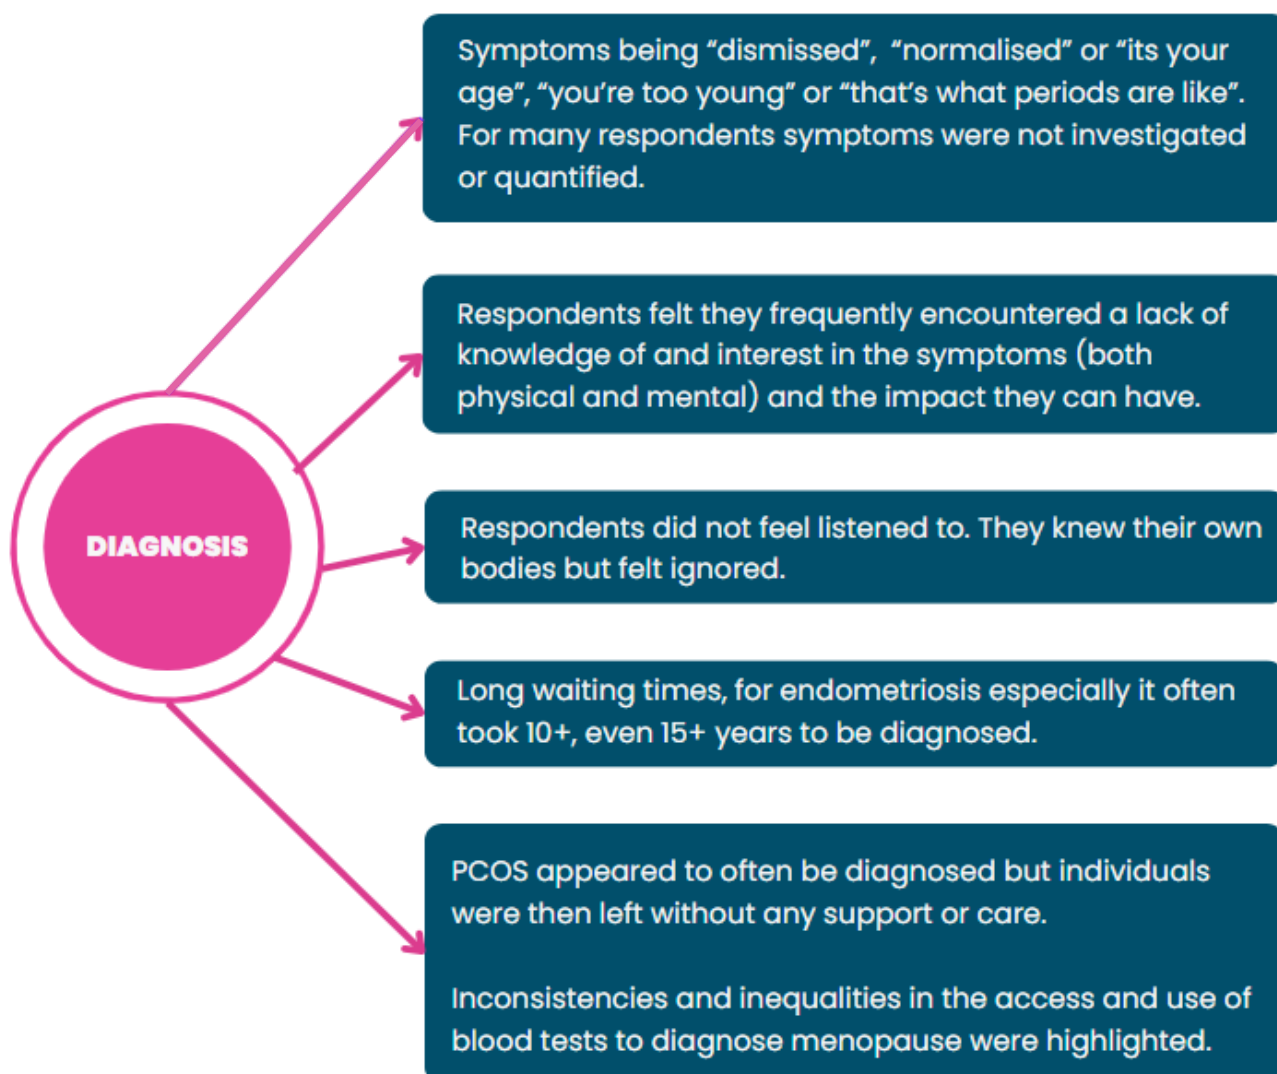 Symptoms being “dismissed”, “normalised” or “its your
age”, “you’re too young” or “that’s what periods are like”.
For many respondents symptoms were not investigated
or quantified.
Respondents felt they frequently encountered a lack of
knowledge of and interest in the symptoms (both
physical and mental) and the impact they can have.
DIAGNOSIS
Respondents did not feel listened to. They knew their own
bodies but felt ignored.
Long waiting times, for endometriosis especially it often
took 10+, even 15+ years to be diagnosed.
PCOS appeared to often be diagnosed but individuals
were then left without any support or care.
Inconsistencies and inequalities in the access and use of
blood tests to diagnose menopause were highlighted.